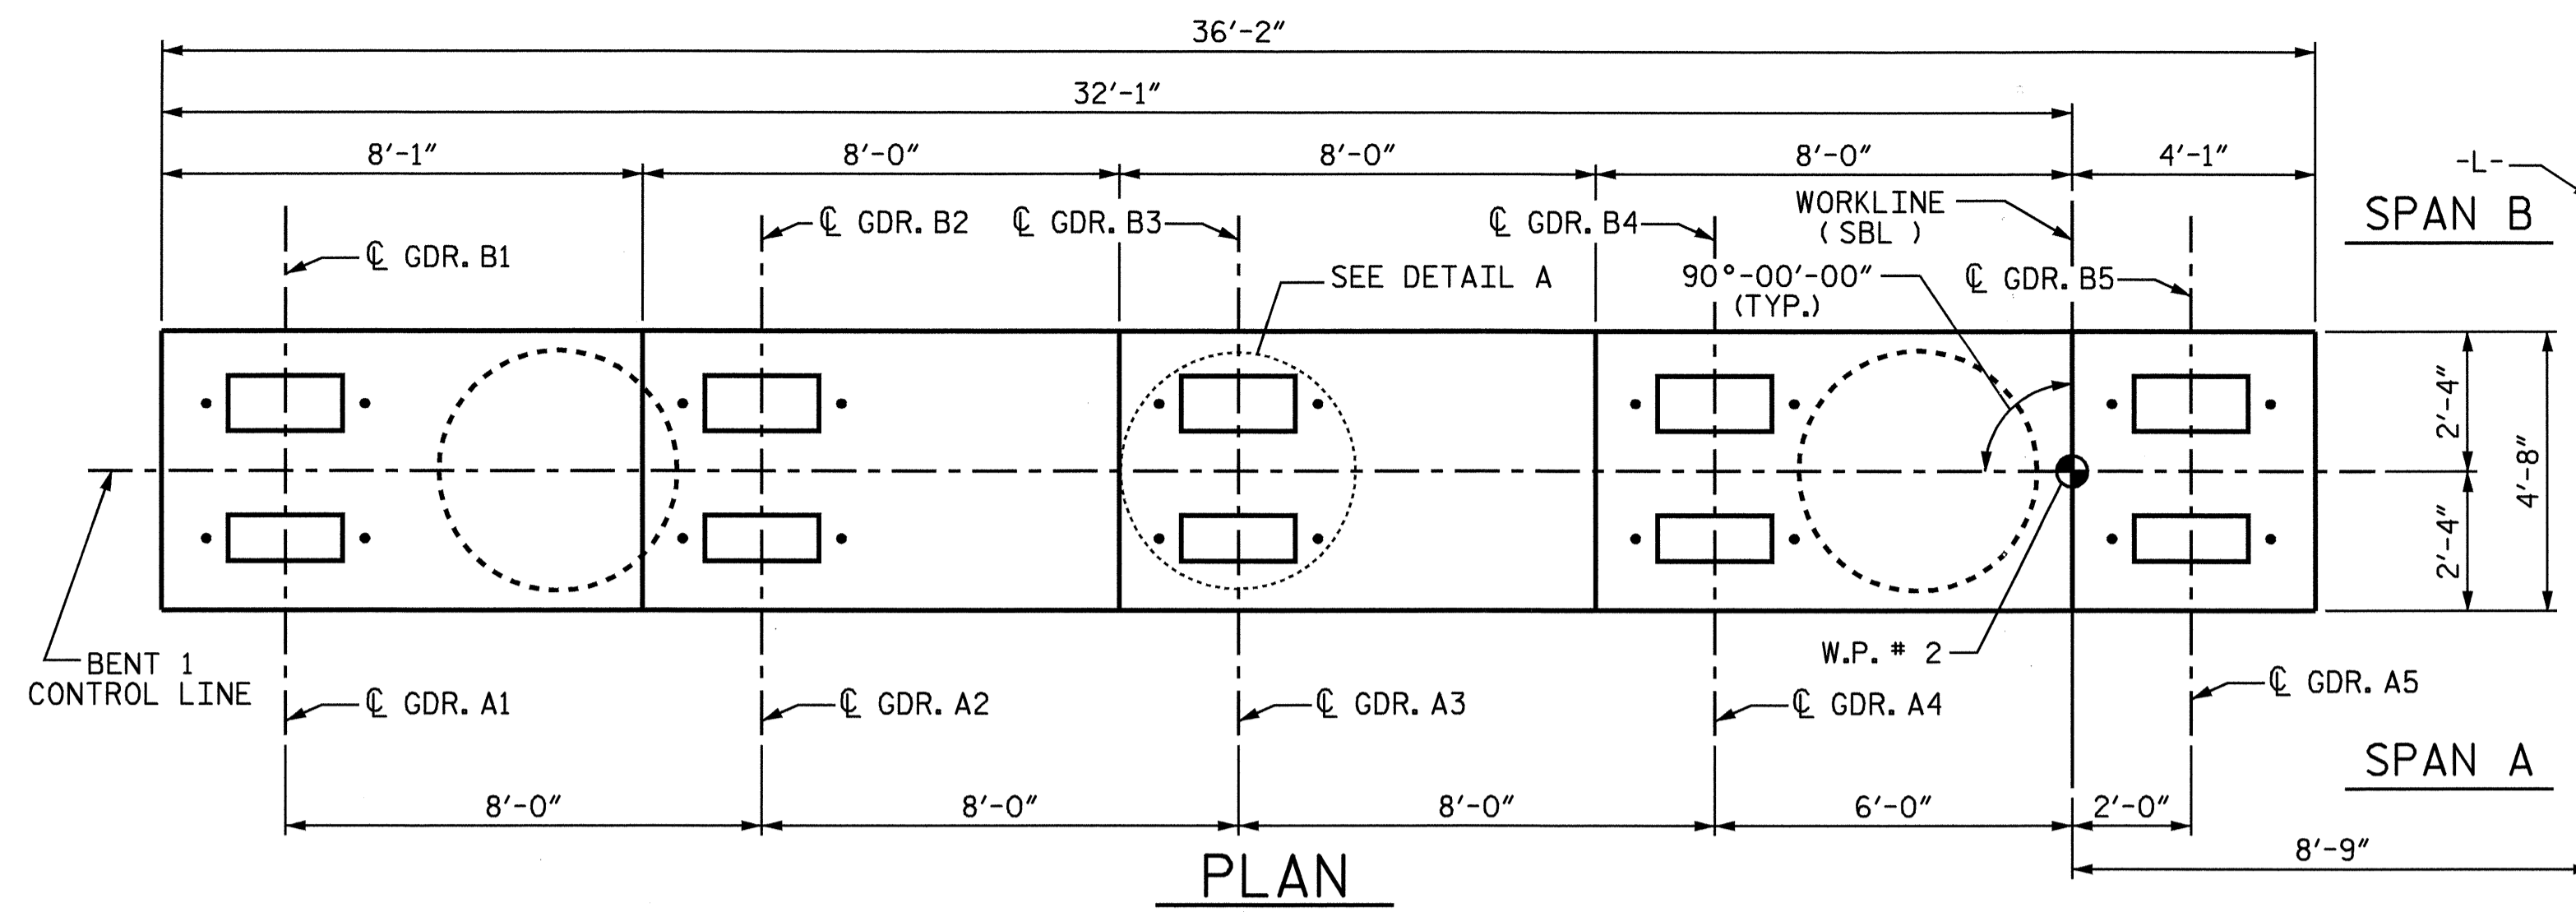 36'-2"
32'-1"
8'-1" 8'-0" 8'-0" 8'-0" 4'-1"
-L-
WORKLINE
( SBL )
SPAN B
℄ GDR. B1
℄ GDR. B2
℄ GDR. B3
℄ GDR. B4
℄ GDR. B5
SEE DETAIL A
90°-00'-00"
(TYP.)
2'-4"
2'-4"
4'-8"
BENT 1
CONTROL LINE
W.P. # 2
℄ GDR. A1
℄ GDR. A2
℄ GDR. A3
℄ GDR. A4
℄ GDR. A5
SPAN A
8'-0" 8'-0" 8'-0" 6'-0" 2'-0"
8'-9"
PLAN